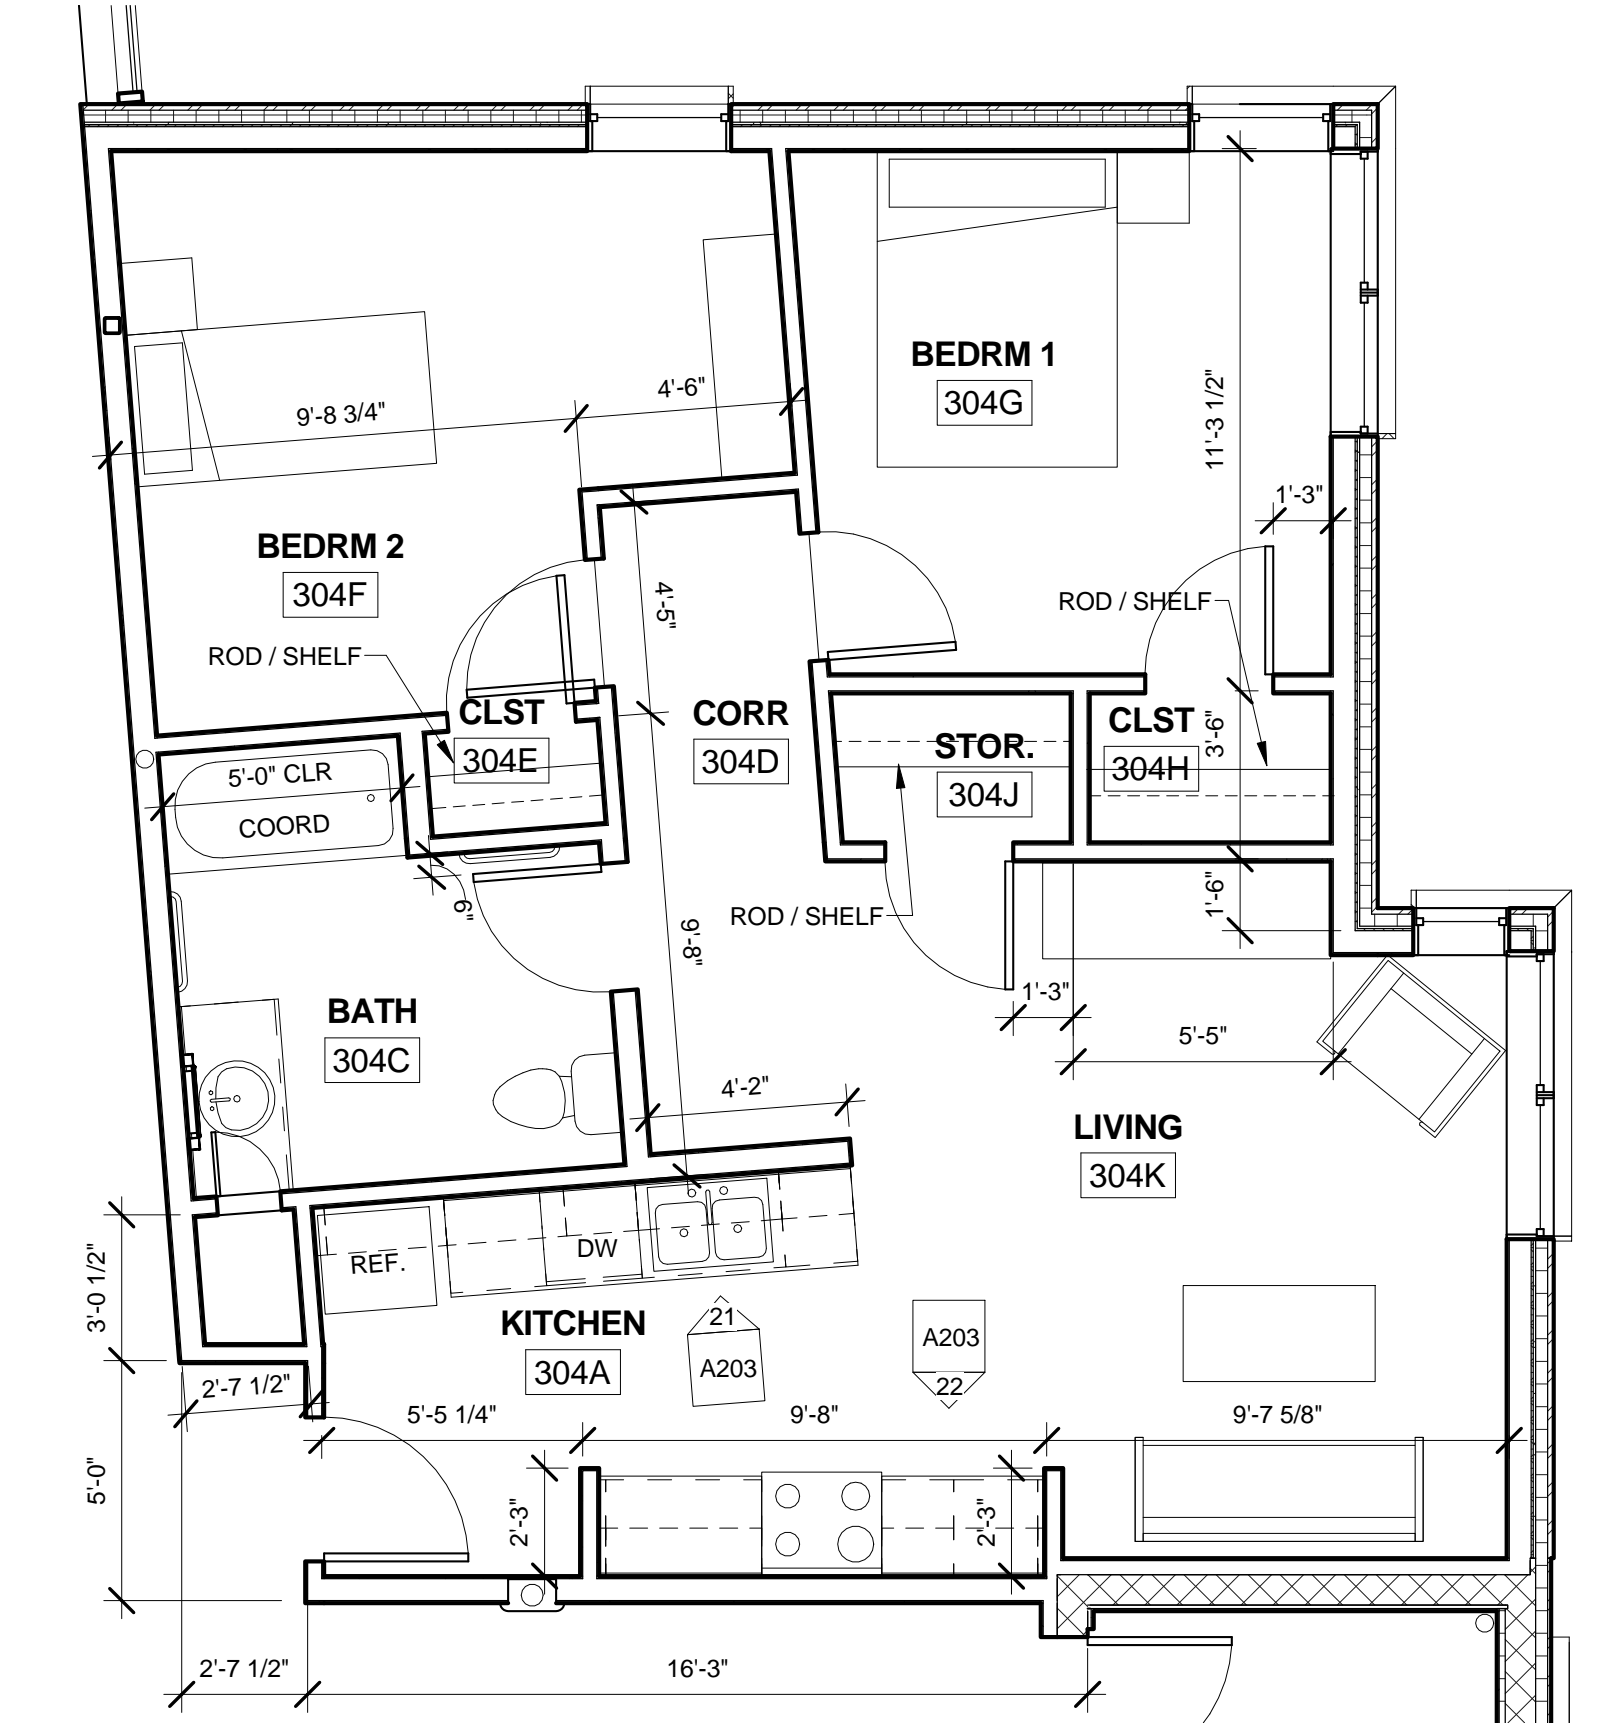 BEDRM 1
304G
11'-3 1/2"
4'-6"
9'-8 3/4"
1'-3"
BEDRM 2
304F
4'-5"
ROD / SHELF
ROD / SHELF
CLST
304E
CORR
304D
STOR.
304J
CLST
304H
3'-6"
5'-0" CLR
COORD
6"
9'-8"
ROD / SHELF
1'-6"
BATH
304C
1'-3"
5'-5"
4'-2"
LIVING
304K
3'-0 1/2"
REF.
DW
KITCHEN
304A
21
A203
A203
22
2'-7 1/2"
5'-5 1/4"
9'-8"
9'-7 5/8"
5'-0"
2'-3"
2'-3"
2'-7 1/2"
16'-3"